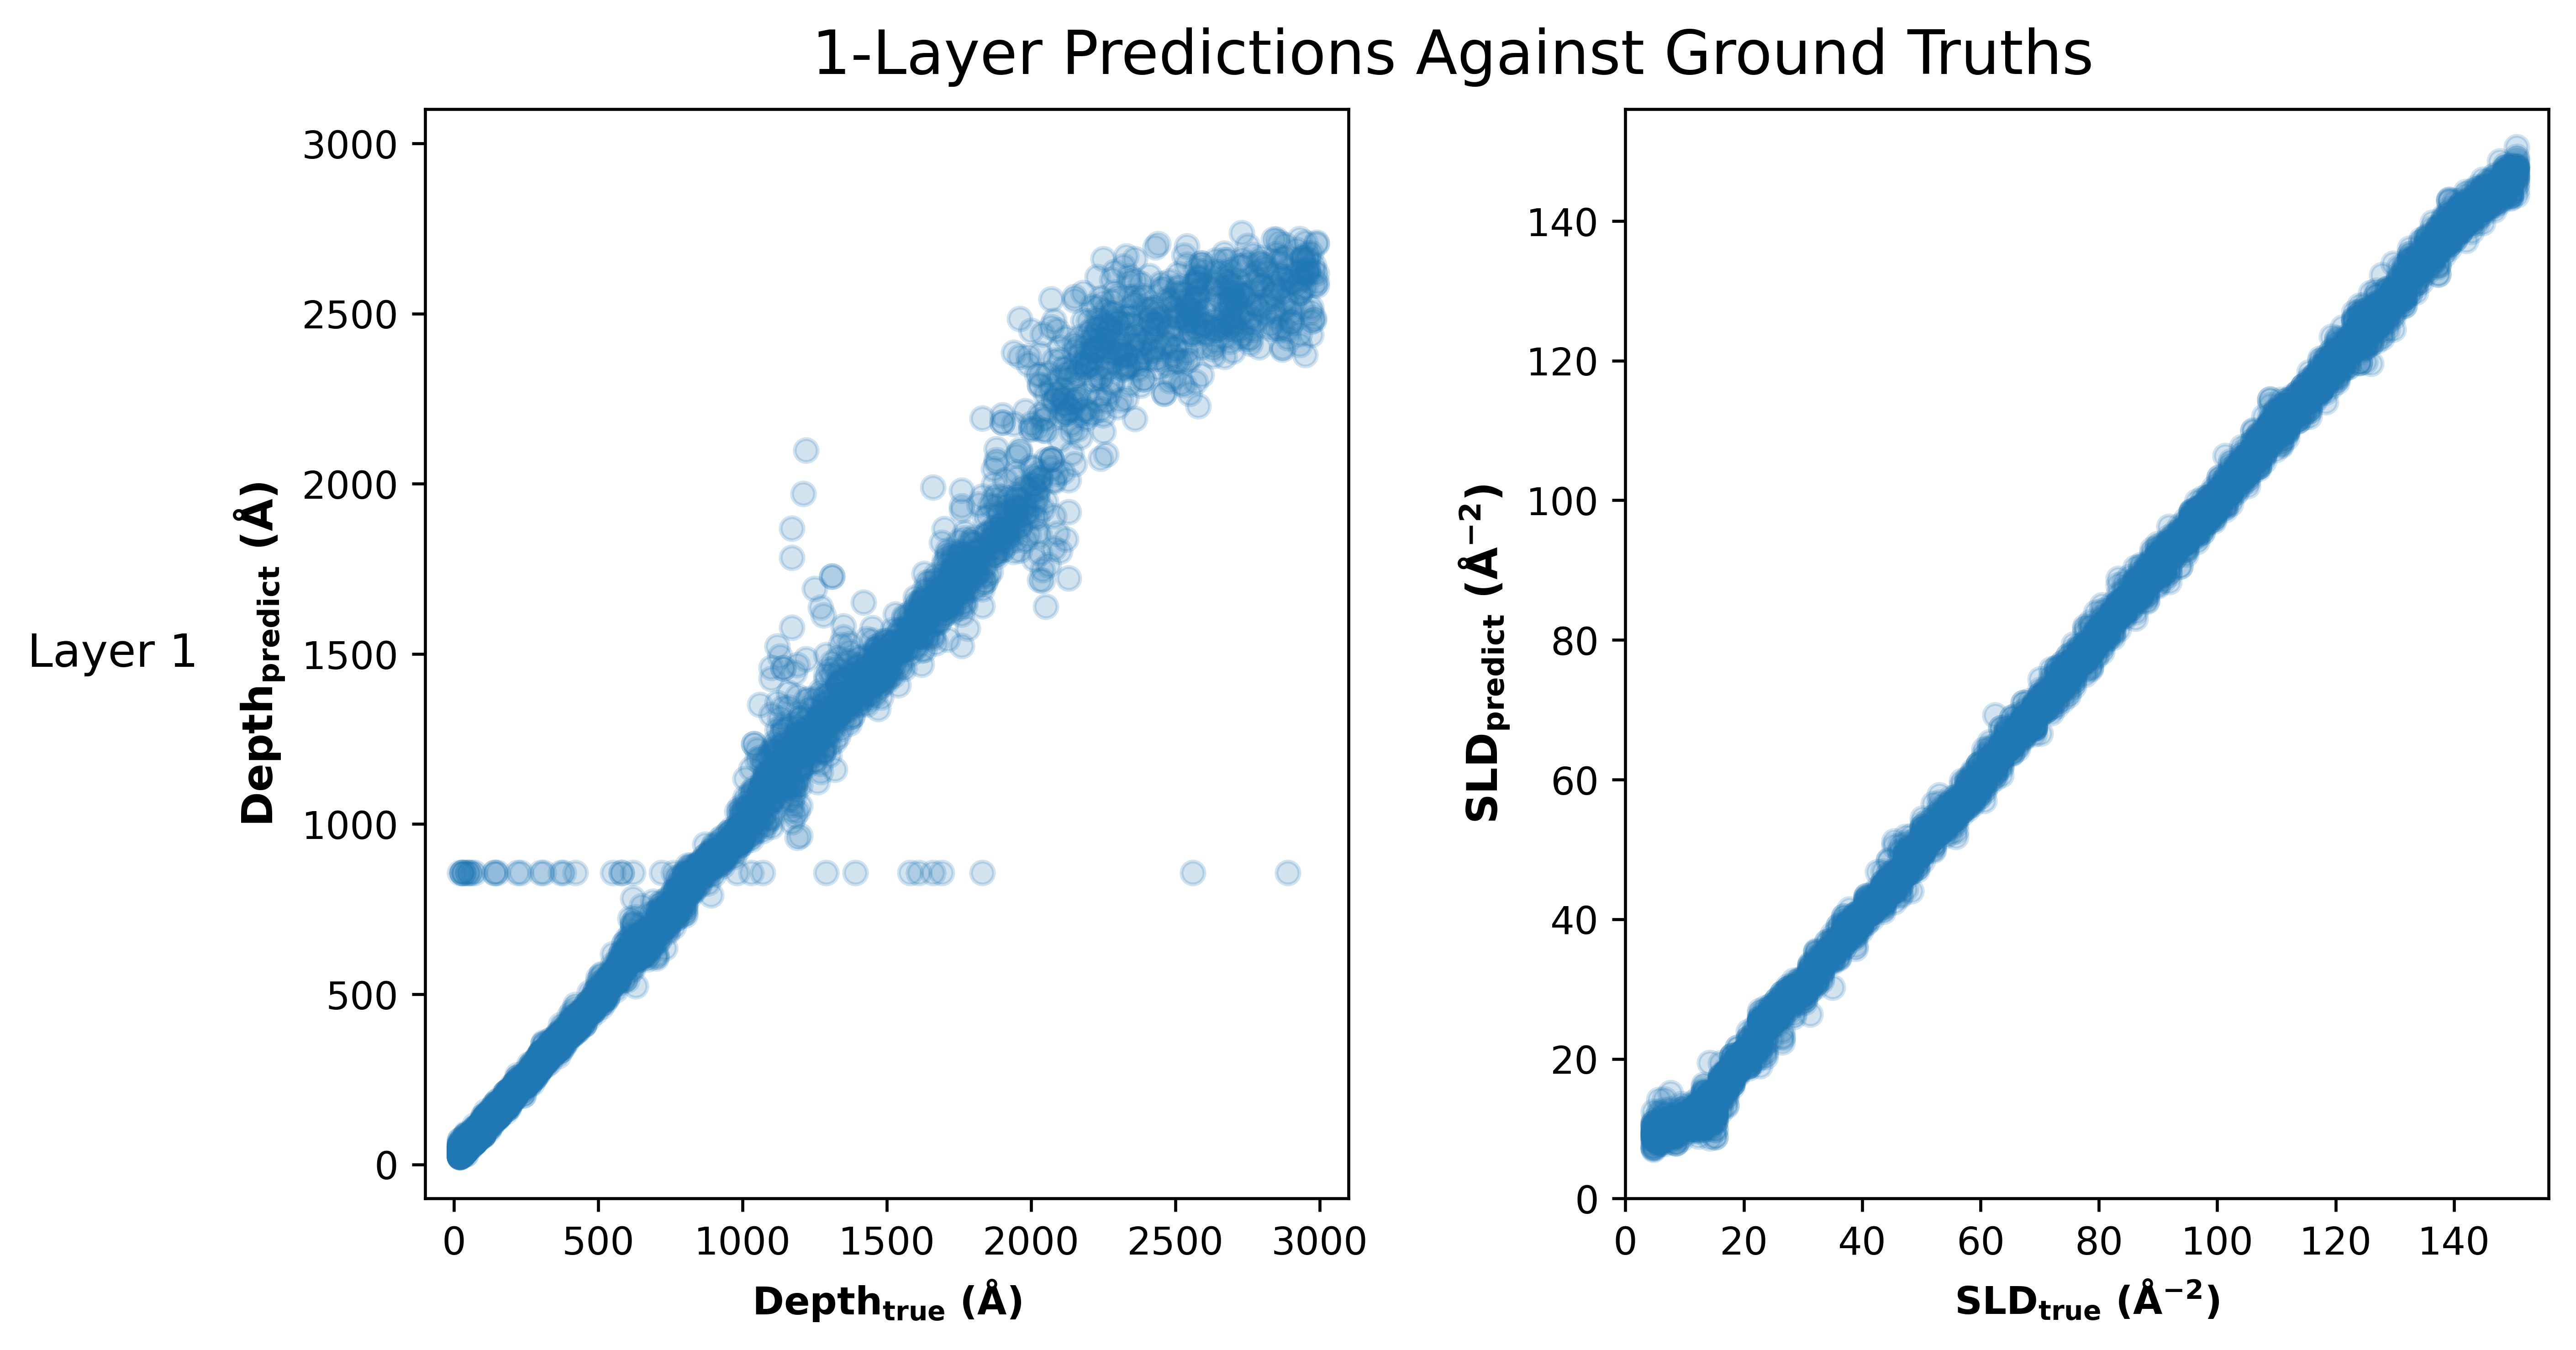 1-Layer Predictions Against Ground Truths
Layer 1
Depth_predict (Å)
3000
2500
2000
1500
1000
500
0
0 500 1000 1500 2000 2500 3000
Depth_true (Å)
SLD_predict (Å⁻²)
140
120
100
80
60
40
20
0
0 20 40 60 80 100 120 140
SLD_true (Å⁻²)